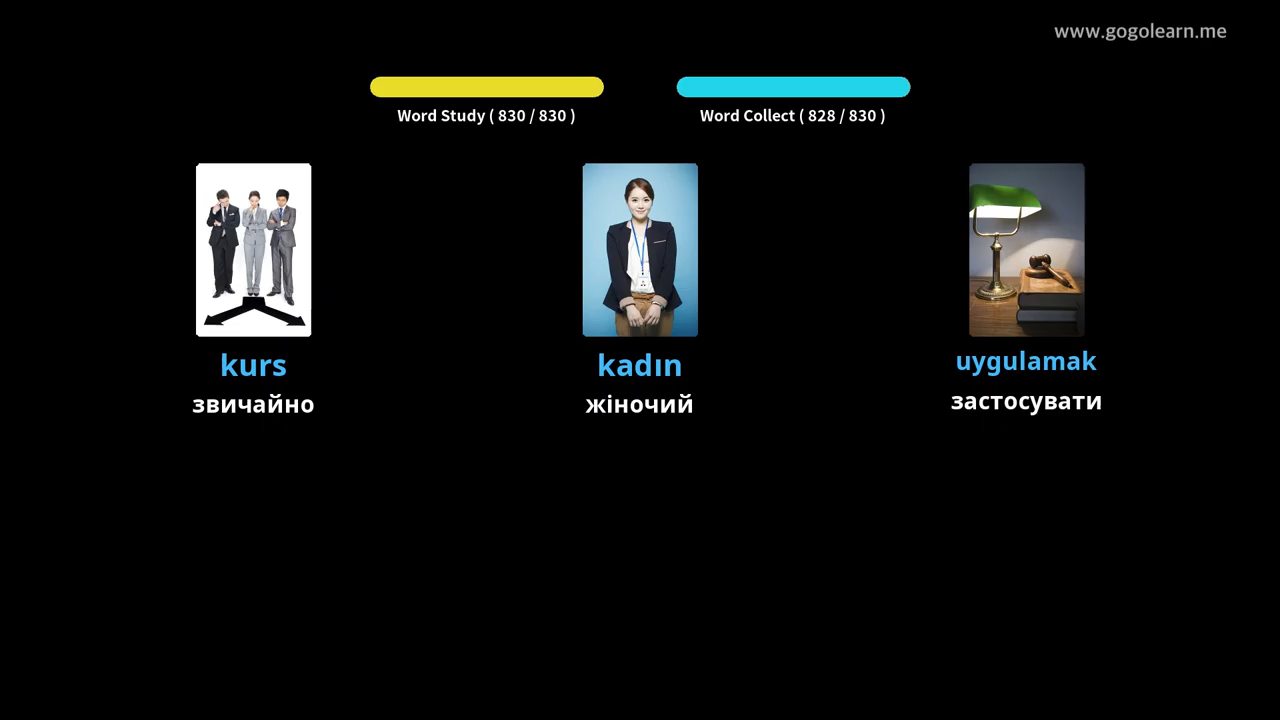 www.gogolearn.me
Word Study ( 830 / 830 )
Word Collect ( 828 / 830 )
kurs
kadın
uygulamak
звичайно
жіночий
застосувати